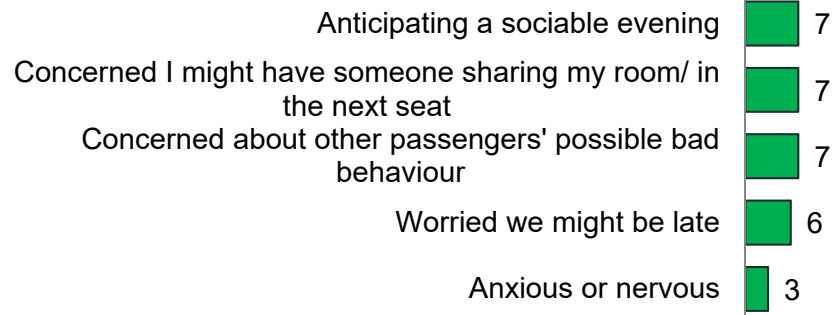 Anticipating a sociable evening 7
Concerned I might have someone sharing my room/ in
the next seat 7
Concerned about other passengers' possible bad
behaviour 7
Worried we might be late 6
Anxious or nervous 3